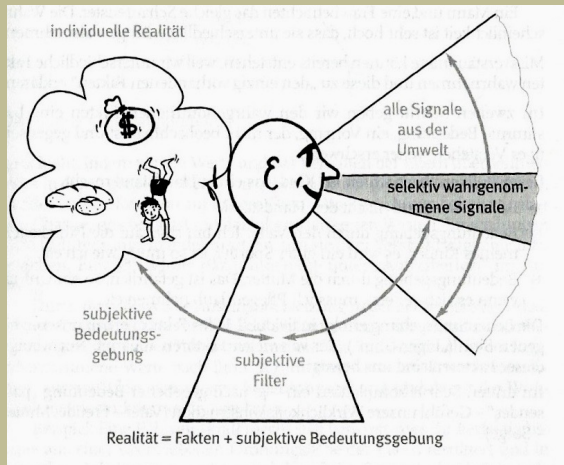 individuelle Realität
alle Signale
aus der
Umwelt
selektiv wahrgenom-
mene Signale
$
subjektive
Bedeutungs-
gebung
subjektive
Filter
Realität = Fakten + subjektive Bedeutungsgebung